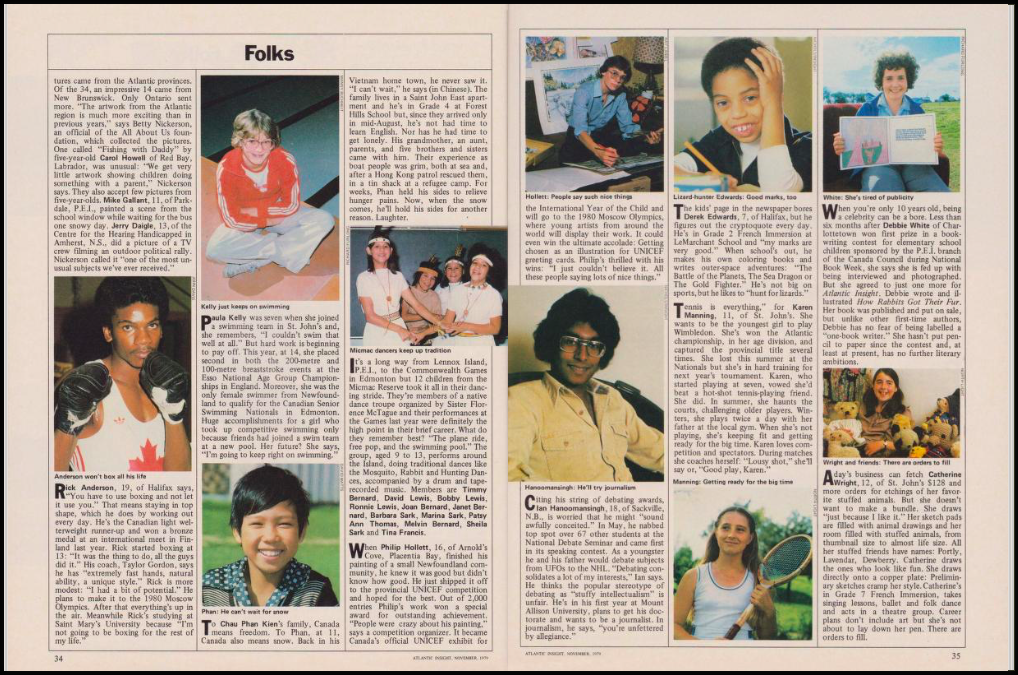 Folks
tures came from the Atlantic provinces.
Of the 34, an impressive 14 came from
New Brunswick. Only Ontario sent
more. “The artwork from the Atlantic
region is much more exciting than in
previous years,” says Betty Nickerson,
an official of the All About Us foun-
dation, which collected the pictures.
One called “Fishing with Daddy” by
five-year-old Carol Howell of Red Bay,
Labrador, was unusual: “We get very
little artwork showing children doing
something with a parent,” Nickerson
says. They also accept few pictures from
five-year-olds. Mike Gallant, 11, of Park-
dale, P.E.I., painted a scene from the
school window while waiting for the bus
one winter day. Jerry Daigle, 13, of the
Centre for the Hearing Handicapped in
Amherst, N.S., did a picture of a TV
crew filming an outdoor political rally.
Nickerson called it “one of the most un-
usual subjects we've ever received.”
Anderson won't box all his life
Rick Anderson, 19, of Halifax says,
“You have to use boxing and not let
it use you.” That means staying in top
shape, which he does by working out
every day. He's the Canadian light wel-
terweight runner-up and won a bronze
medal at an international meet in Fin-
land last year. Rick started boxing at
13: “It was the thing to do, all the guys
did it.” His coach, Taylor Gordon, says
he has “extremely fast hands, natural
ability, a unique style.” Rick is more
modest: “I had a bit of potential.” He
plans to make it to the 1980 Moscow
Olympics. After that everything's up in
the air. Meanwhile Rick's studying at
Saint Mary's University because “I'm
not going to be boxing for the rest of
my life.”
Kelly just keeps on swimming
Paula Kelly was seven when she joined
a swimming team in St. John's and,
she remembers, “I couldn't swim that
well at all.” But hard work is beginning
to pay off. This year, at 14, she placed
second in both the 200-metre and
100-metre breaststroke events at the
Esso National Age Group Champion-
ships in England. Moreover, she was the
only female swimmer from Newfound-
land to qualify for the Canadian Senior
Swimming Nationals in Edmonton.
Huge accomplishments for a girl who
took up competitive swimming only
because friends had joined a swim team
at a new pool. Her future? She says,
“I'm going to keep right on swimming.”
Phan: He can't wait for snow
To Chau Phan Kien's family, Canada
means freedom. To Phan, at 11,
Canada also means snow. Back in his
Vietnam home town, he never saw it.
“I can't wait,” he says (in Chinese). The
family lives in a Saint John East apart-
ment and he's in Grade 4 at Forest
Hills School but, since they arrived only
in mid-August, he's not had time to
learn English. Nor has he had time to
get lonely. His grandmother, an aunt,
parents, and five brothers and sisters
came with him. Their experience as
boat people was grim, both at sea and,
after a Hong Kong patrol rescued them,
in a tin shack at a refugee camp. For
weeks, Phan held his sides to relieve
hunger pains. Now, when the snow
comes, he'll hold his sides for another
reason. Laughter.
Micmac dancers keep up tradition
It's a long way from Lennox Island,
P.E.I., to the Commonwealth Games
in Edmonton but 12 children from the
Micmac Reserve took it all in their danc-
ing stride. They're members of a native
dance troupe organized by Sister Flor-
ence McTague and their performances at
the Games last year were definitely the
high point in their brief career. What do
they remember best? “The plane ride,
free pop, and the swimming pool.” The
group, aged 9 to 13, performs around
the Island, doing traditional dances like
the Mosquito, Rabbit and Hunting Dan-
ces, accompanied by a drum and tape-
recorded music. Members are Timmy
Bernard, David Lewis, Bobby Lewis,
Ronnie Lewis, Joan Bernard, Janet Ber-
nard, Barbara Sark, Marina Sark, Patsy
Ann Thomas, Melvin Bernard, Sheila
Sark and Tina Francis.
When Philip Hollett, 16, of Arnold's
Cove, Placentia Bay, finished his
painting of a small Newfoundland com-
munity, he knew it was good but didn't
know how good. He just shipped it off
to the provincial UNICEF competition
and hoped for the best. Out of 2,000
entries Philip's work won a special
award for outstanding achievement.
“People were crazy about his painting,”
says a competition organizer. It became
Canada's official UNICEF exhibit for
34
ATLANTIC INSIGHT, NOVEMBER, 1979
Hollett: People say such nice things
the International Year of the Child and
will go to the 1980 Moscow Olympics,
where young artists from around the
world will display their work. It could
even win the ultimate accolade: Getting
chosen as an illustration for UNICEF
greeting cards. Philip's thrilled with his
wins: “I just couldn't believe it. All
these people saying lots of nice things.”
Hanoomansingh: He'll try journalism
Citing his string of debating awards,
Ian Hanoomansingh, 18, of Sackville,
N.B., is worried that he might “sound
awfully conceited.” In May, he nabbed
top spot over 67 other students at the
National Debate Seminar and came first
in its speaking contest. As a youngster
he and his father would debate subjects
from UFOs to the NHL. “Debating con-
solidates a lot of my interests,” Ian says.
He thinks the popular stereotype of
debating as “stuffy intellectualism” is
unfair. He's in his first year at Mount
Allison University, plans to get his doc-
torate and wants to be a journalist. In
journalism, he says, “you're unfettered
by allegiance.”
Lizard-hunter Edwards: Good marks, too
The kids' page in the newspaper bores
Derek Edwards, 7, of Halifax, but he
figures out the cryptoquote every day.
He's in Grade 2 French Immersion at
LeMarchant School and “my marks are
very good.” When school's out, he
makes his own coloring books and
writes outer-space adventures: “The
Battle of the Planets, The Sea Dragon or
The Gold Fighter.” He's not big on
sports, but he likes to “hunt for lizards.”
Tennis is everything,” for Karen
Manning, 11, of St. John's. She
wants to be the youngest girl to play
Wimbledon. She's won the Atlantic
championship, in her age division, and
captured the provincial title several
times. She lost this summer at the
Nationals but she's in hard training for
next year's tournament. Karen, who
started playing at seven, vowed she'd
beat a hot-shot tennis-playing friend.
She did. In summer, she haunts the
courts, challenging older players. Win-
ters, she plays twice a day with her
father at the local gym. When she's not
playing, she's keeping fit and getting
ready for the big time. Karen loves com-
petition and spectators. During matches
she coaches herself: “Lousy shot,” she'll
say or, “Good play, Karen.”
Manning: Getting ready for the big time
White: She's tired of publicity
When you're only 10 years old, being
a celebrity can be a bore. Less than
six months after Debbie White of Char-
lottetown won first prize in a book-
writing contest for elementary school
children sponsored by the P.E.I. branch
of the Canada Council during National
Book Week, she says she is fed up with
being interviewed and photographed.
But she agreed to just one more for
Atlantic Insight. Debbie wrote and il-
lustrated How Rabbits Got Their Fur.
Her book was published and put on sale,
but unlike other first-time authors,
Debbie has no fear of being labelled a
“one-book writer.” She hasn't put pen-
cil to paper since the contest and, at
least at present, has no further literary
ambitions.
Wright and friends: There are orders to fill
A day's business can fetch Catherine
Wright, 12, of St. John's $128 and
more orders for etchings of her favor-
ite stuffed animals. But she doesn't
want to make a bundle. She draws
“just because I like it.” Her sketch pads
are filled with animal drawings and her
room filled with stuffed animals, from
thumbnail size to almost life size. All
her stuffed friends have names: Portly,
Lavendar, Dewberry. Catherine draws
the ones who look like fun. She draws
directly onto a copper plate: Prelimin-
ary sketches cramp her style. Catherine's
in Grade 7 French Immersion, takes
singing lessons, ballet and folk dance
and acts in a theatre group. Career
plans don't include art but she's not
about to lay down her pen. There are
orders to fill.
ATLANTIC INSIGHT, NOVEMBER, 1979
35